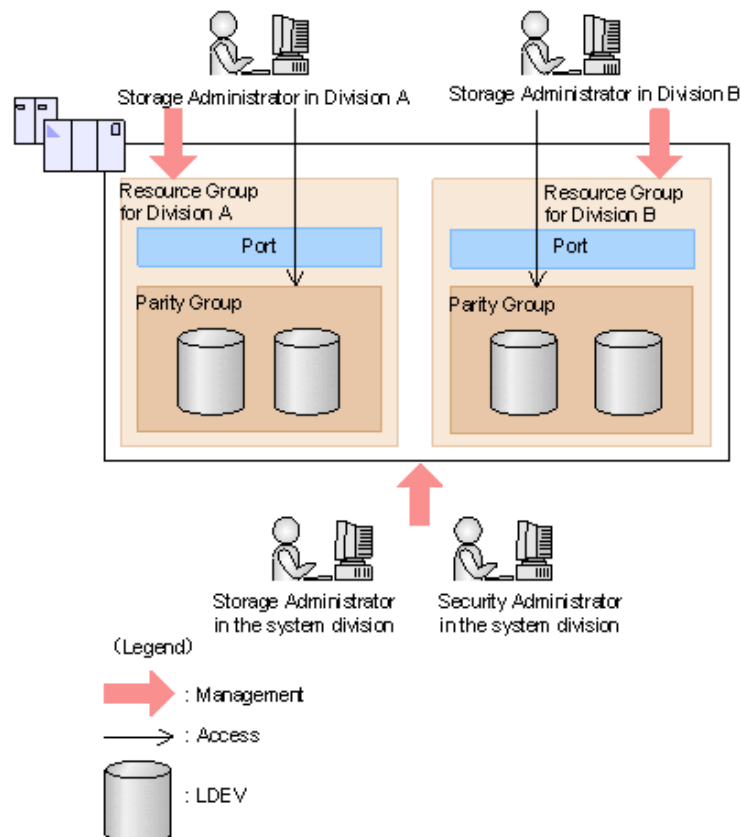 Storage Administrator in Division A
Storage Administrator in Division B
Resource Group
for Division A
Resource Group
for Division B
Port
Port
Parity Group
Parity Group
Storage Administrator
in the system division
Security Administrator
in the system division
(Legend)
: Management
: Access
: LDEV